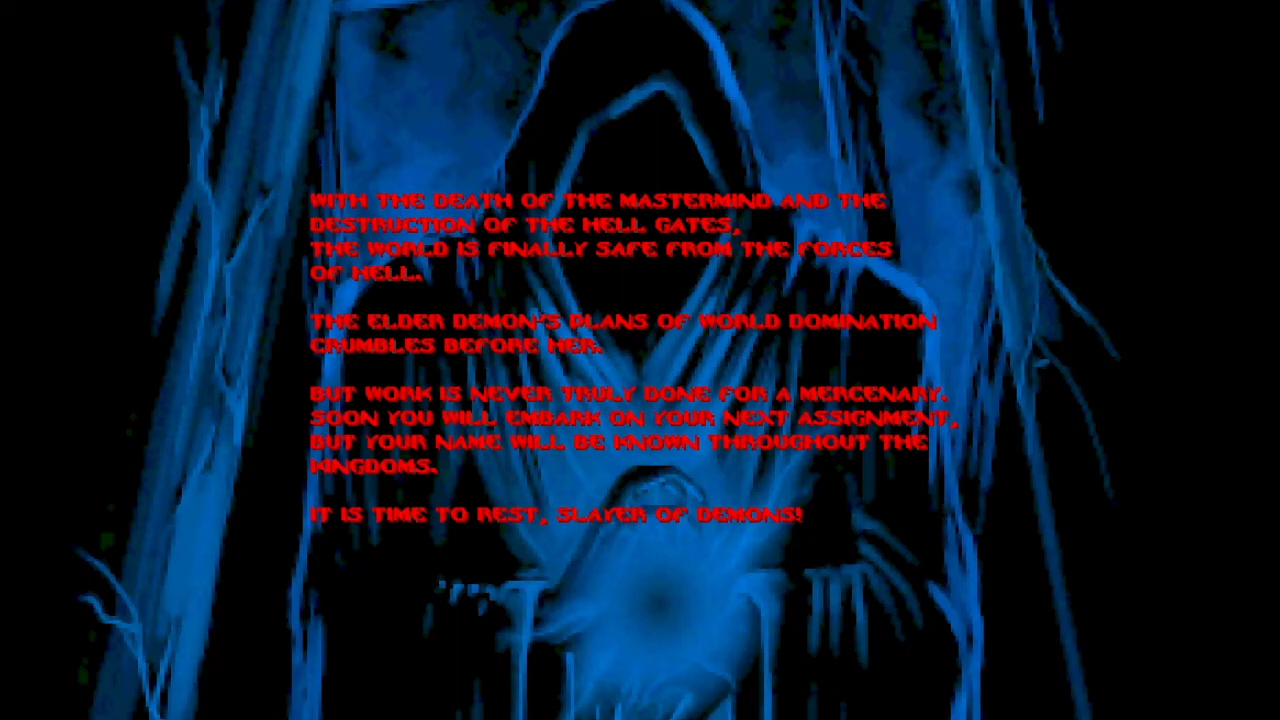 WITH THE DEATH OF THE MASTERMIND AND THE
DESTRUCTION OF THE HELL GATES,
THE WORLD IS FINALLY SAFE FROM THE FORCES
OF HELL.
THE ELDER DEMON'S PLANS OF WORLD DOMINATION
CRUMBLES BEFORE HER.
BUT WORK IS NEVER TRULY DONE FOR A MERCENARY.
SOON YOU WILL EMBARK ON YOUR NEXT ASSIGNMENT,
BUT YOUR NAME WILL BE KNOWN THROUGHOUT THE
KINGDOMS.
IT IS TIME TO REST, SLAYER OF DEMONS!